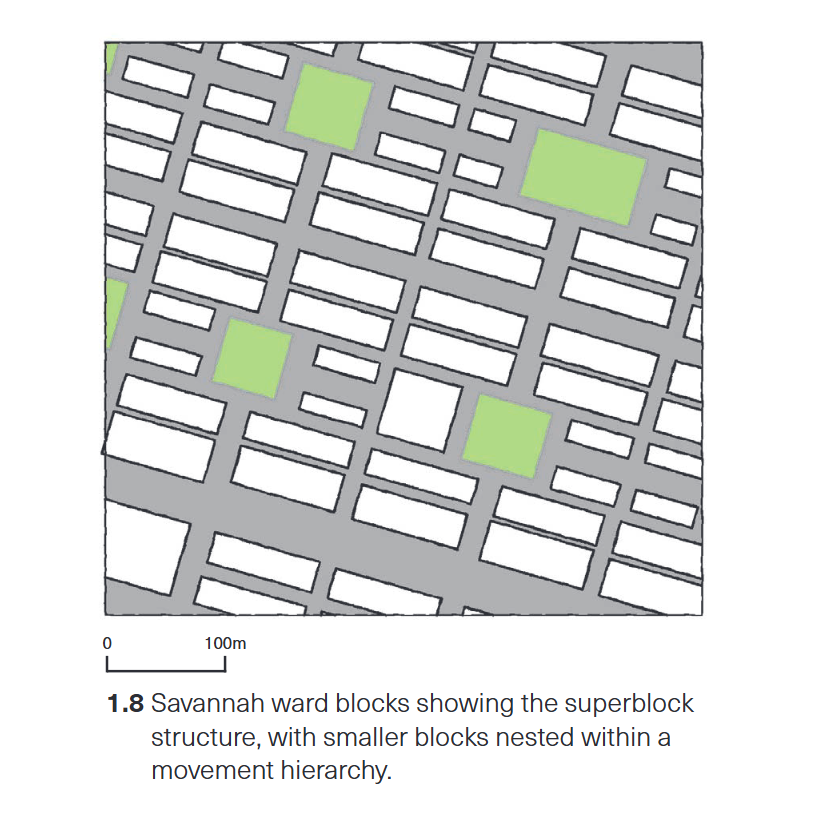 0 100m
1.8 Savannah ward blocks showing the superblock
structure, with smaller blocks nested within a
movement hierarchy.